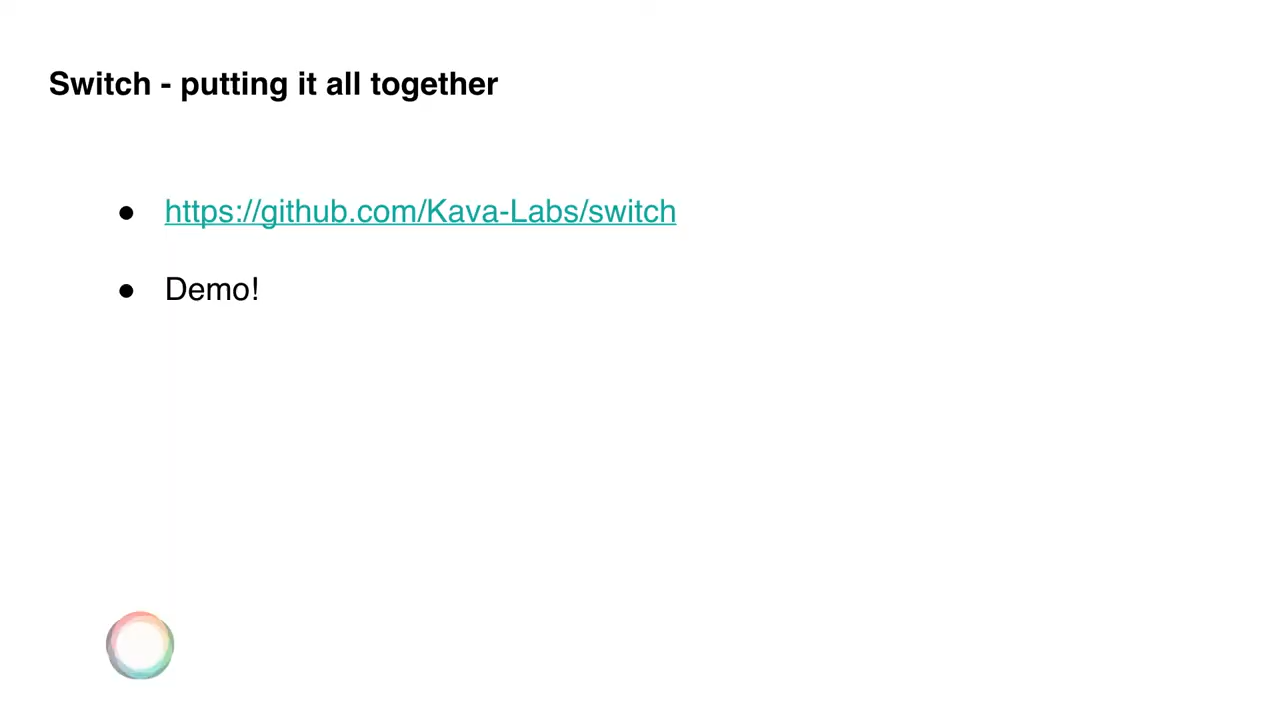 Switch - putting it all together
● https://github.com/Kava-Labs/switch
● Demo!